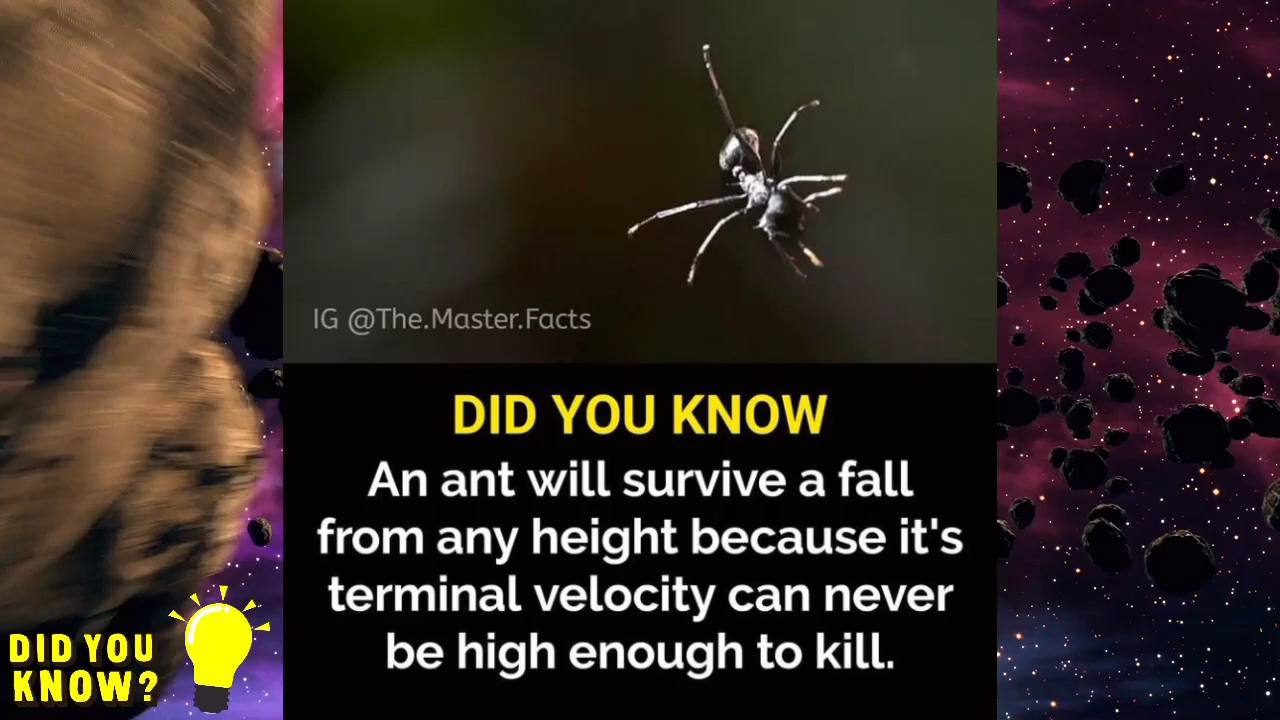 IG @The.Master.Facts
DID YOU KNOW
An ant will survive a fall
from any height because it's
terminal velocity can never
be high enough to kill.
DID YOU
KNOW?